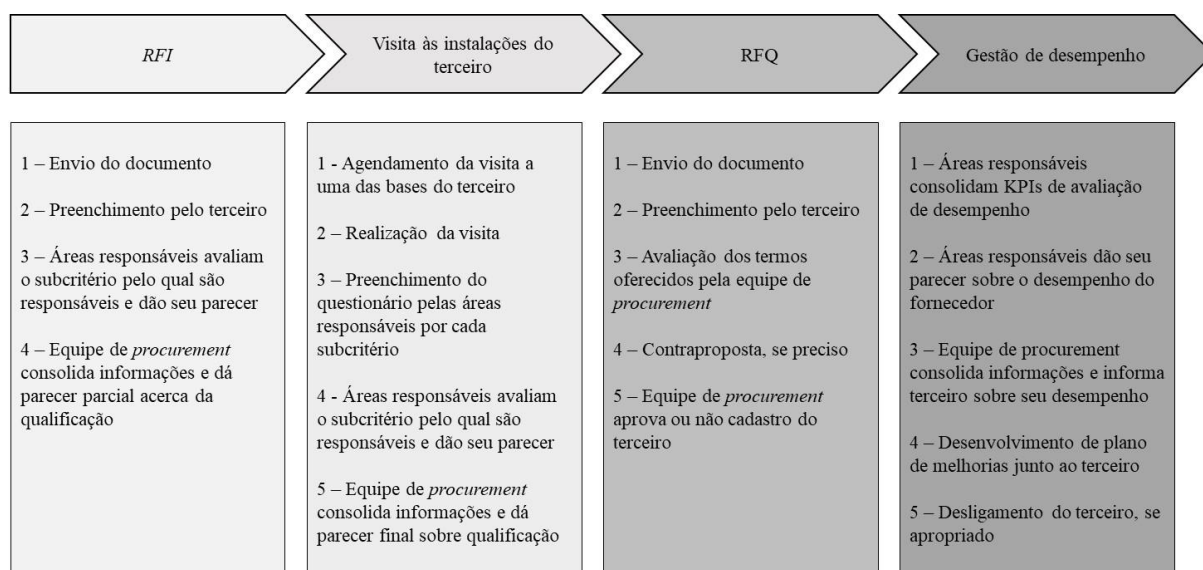 RFI
Visita às instalações do
terceiro
RFQ
Gestão de desempenho
1 – Envio do documento
2 – Preenchimento pelo terceiro
3 – Áreas responsáveis avaliam
o subcritério pelo qual são
responsáveis e dão seu parecer
4 – Equipe de procurement
consolida informações e dá
parecer parcial acerca da
qualificação
1 - Agendamento da visita a
uma das bases do terceiro
2 – Realização da visita
3 – Preenchimento do
questionário pelas áreas
responsáveis por cada
subcritério
4 - Áreas responsáveis avaliam
o subcritério pelo qual são
responsáveis e dão seu parecer
5 – Equipe de procurement
consolida informações e dá
parecer final sobre qualificação
1 – Envio do documento
2 – Preenchimento pelo terceiro
3 – Avaliação dos termos
oferecidos pela equipe de
procurement
4 – Contraproposta, se preciso
5 – Equipe de procurement
aprova ou não cadastro do
terceiro
1 – Áreas responsáveis
consolidam KPIs de avaliação
de desempenho
2 – Áreas responsáveis dão seu
parecer sobre o desempenho do
fornecedor
3 – Equipe de procurement
consolida informações e informa
terceiro sobre seu desempenho
4 – Desenvolvimento de plano
de melhorias junto ao terceiro
5 – Desligamento do terceiro, se
apropriado